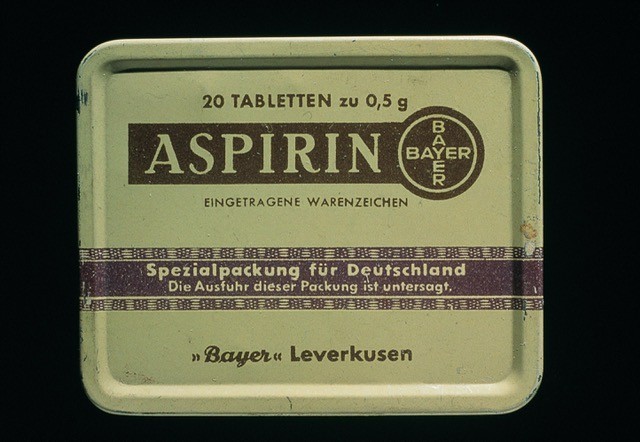 20 TABLETTEN zu 0,5 g
ASPIRIN
BAYER
BAYER
EINGETRAGENE WARENZEICHEN
Spezialpackung für Deutschland
Die Ausfuhr dieser Packung ist untersagt.
»Bayer« Leverkusen